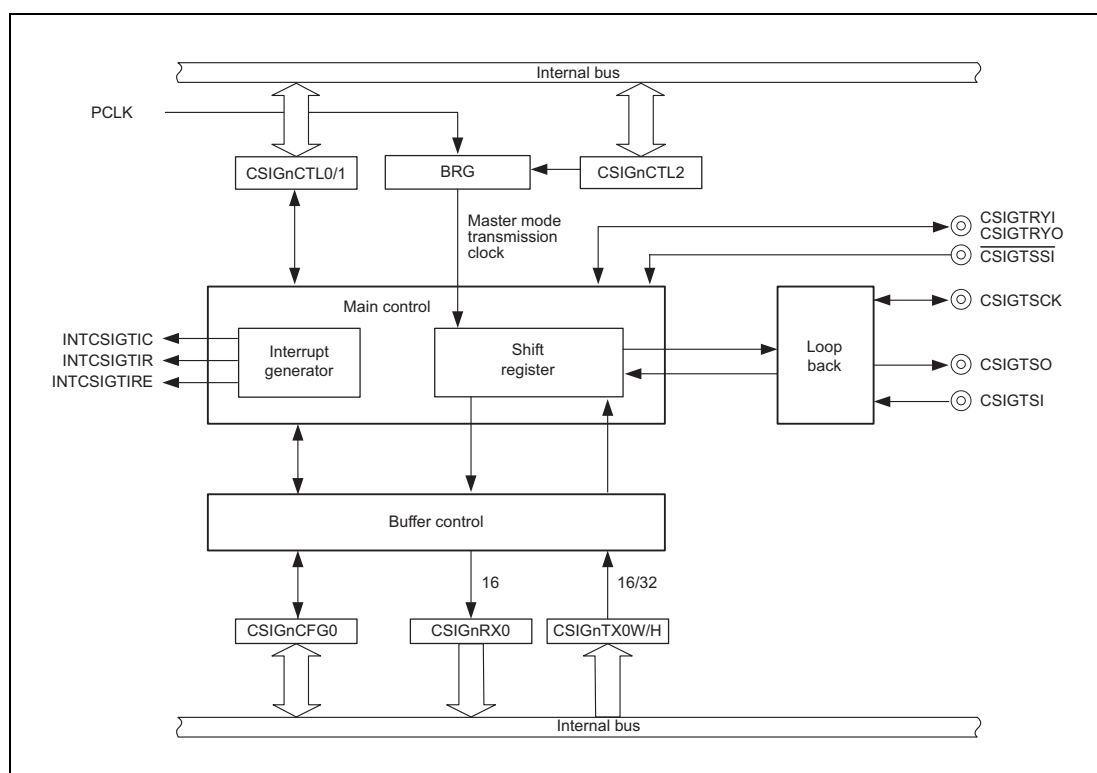 Internal bus
PCLK
CSIGnCTL0/1
BRG
CSIGnCTL2
Master mode
transmission
clock
CSIGTRYI
CSIGTRYO
CSIGTSSI
Main control
CSIGTSCK
INTCSIGTIC
INTCSIGTIR
INTCSIGTIRE
Interrupt
generator
Shift
register
Loop
back
CSIGTSO
CSIGTSI
Buffer control
16
16/32
CSIGnCFG0
CSIGnRX0
CSIGnTX0W/H
Internal bus